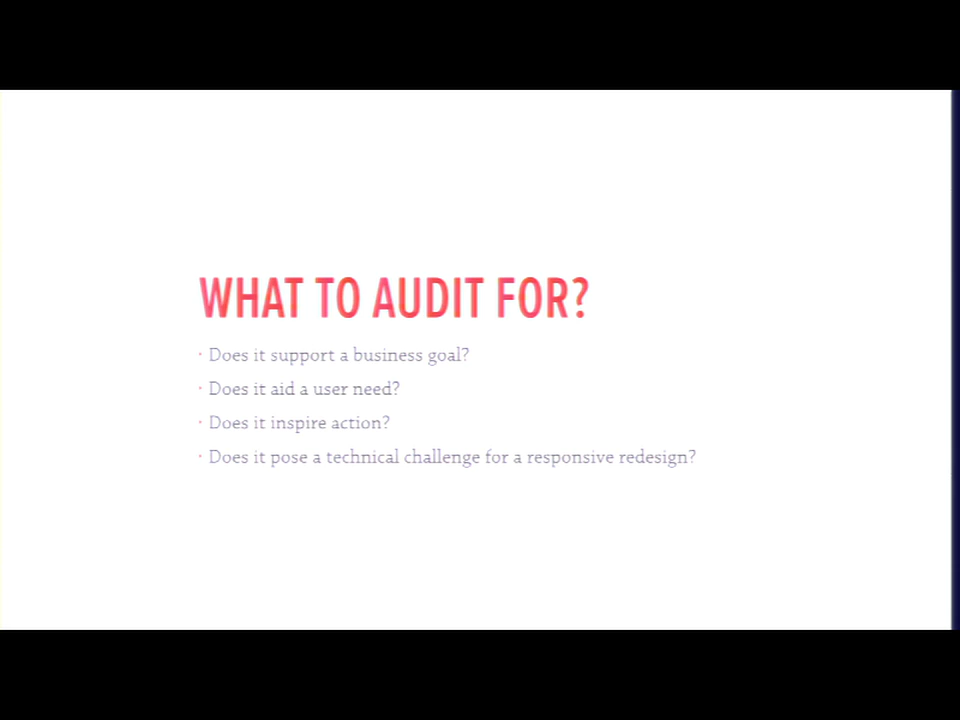 WHAT TO AUDIT FOR?
· Does it support a business goal?
· Does it aid a user need?
· Does it inspire action?
· Does it pose a technical challenge for a responsive redesign?